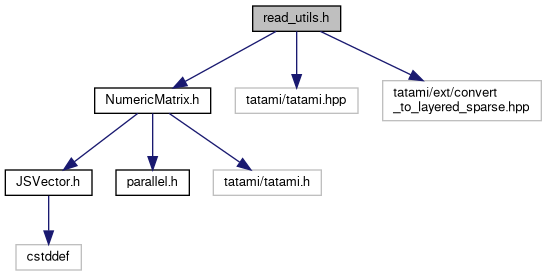 read_utils.h
NumericMatrix.h
tatami/tatami.hpp
tatami/ext/convert
_to_layered_sparse.hpp
JSVector.h
parallel.h
tatami/tatami.h
cstddef